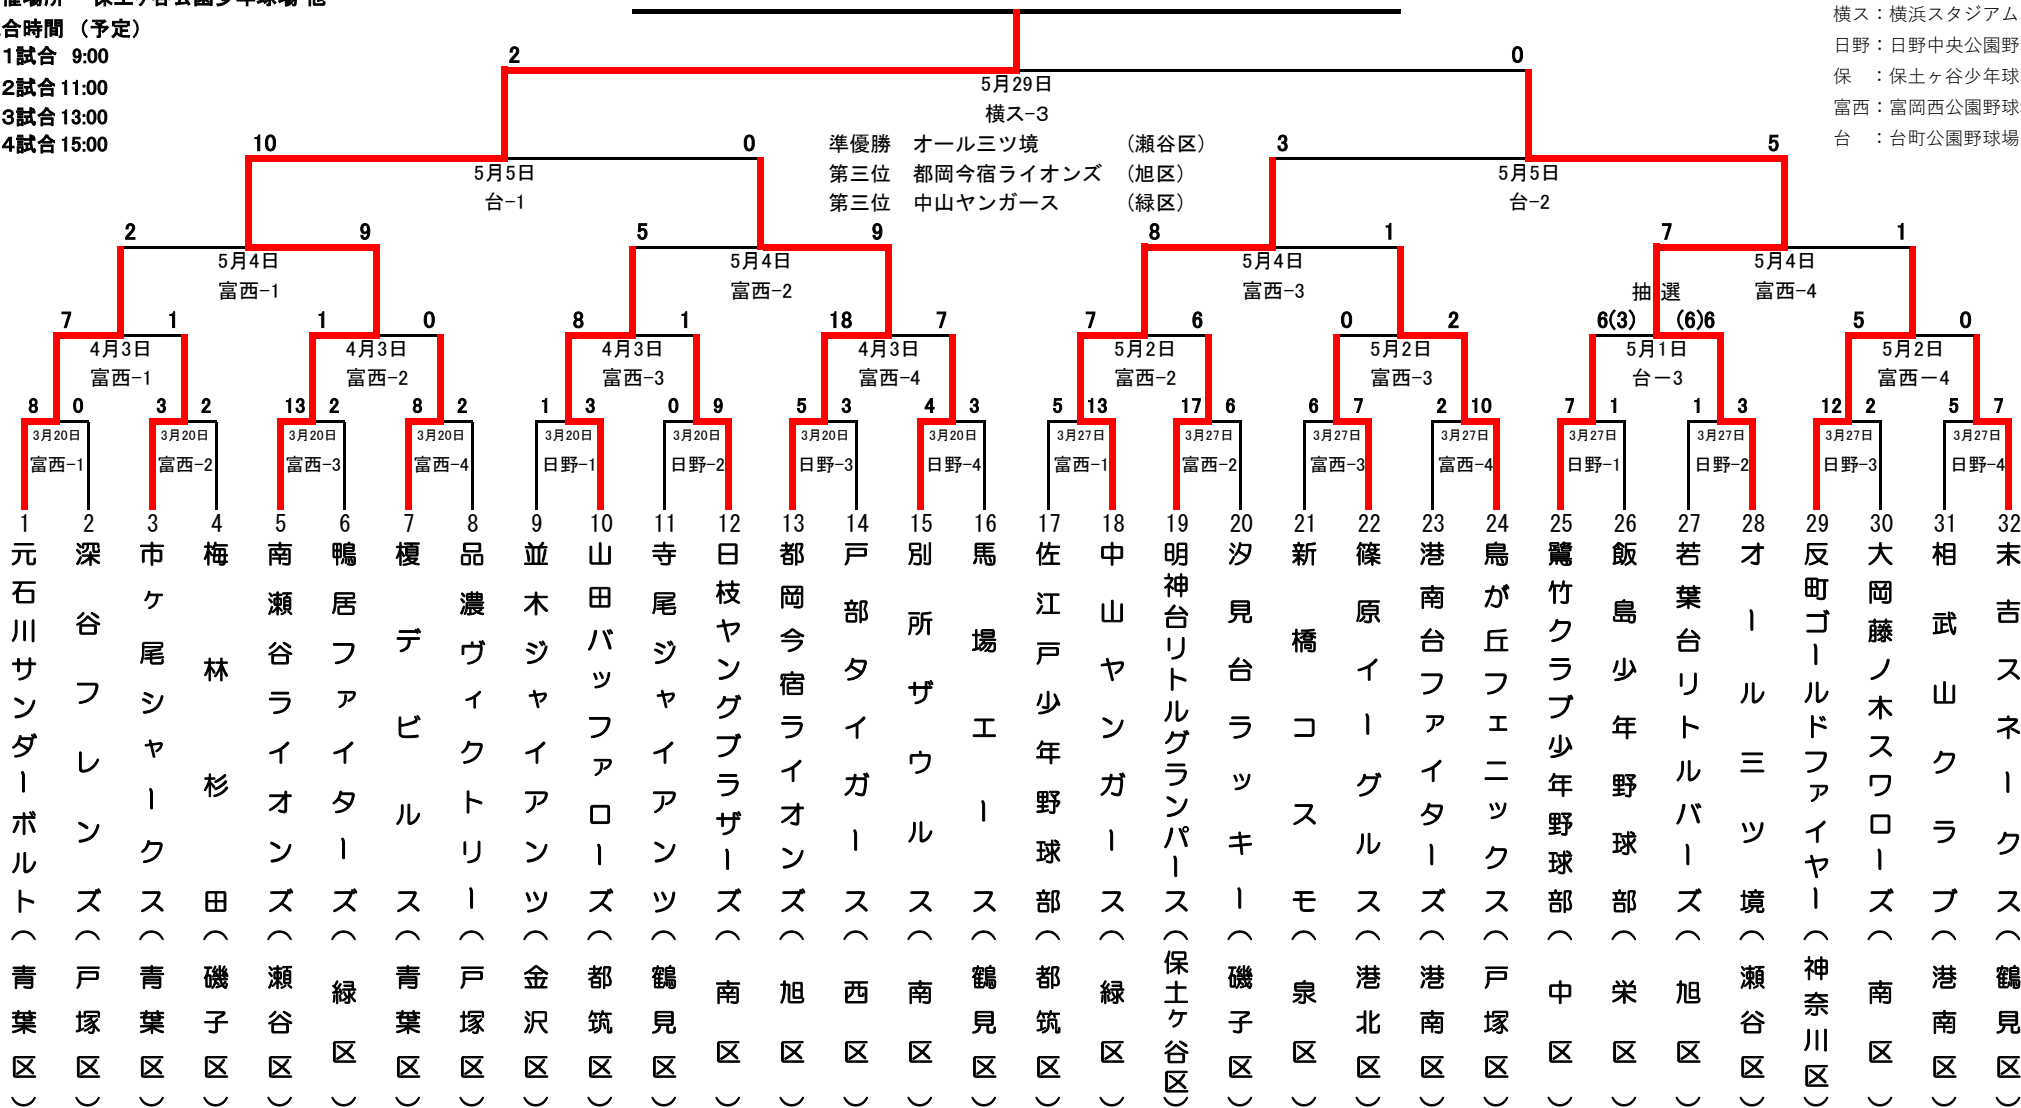 合時間 （予定）
1試合 9:00
2試合 11:00
3試合 13:00
4試合 15:00
横ス：横浜スタジアム
日野：日野中央公園野
保 ：保土ヶ谷少年球
富西：富岡西公園野球
台 ：台町公園野球場
2 0
5月29日
横ス-3
準優勝 オール三ツ境 (瀬谷区)
第三位 都岡今宿ライオンズ (旭区)
第三位 中山ヤンガース (緑区)
10 0 3 5
5月5日 5月5日
台-1 台-2
2 9 5 9 8 1 7 1
5月4日 5月4日 5月4日 5月4日
富西-1 富西-2 富西-3 富西-4
抽選
7 1 1 0 8 1 18 7 7 6 0 2 6(3) (6)6 5 0
4月3日 4月3日 4月3日 4月3日 5月2日 5月2日 5月1日 5月2日
富西-1 富西-2 富西-3 富西-4 富西-2 富西-3 台ー3 富西ー4
8 0 3 2 13 2 8 2 1 3 0 9 5 3 4 3 5 13 17 6 6 7 2 10 7 1 1 3 12 2 5 7
3月20日 3月20日 3月20日 3月20日 3月20日 3月20日 3月20日 3月20日 3月27日 3月27日 3月27日 3月27日 3月27日 3月27日 3月27日 3月27日
富西-1 富西-2 富西-3 富西-4 日野-1 日野-2 日野-3 日野-4 富西-1 富西-2 富西-3 富西-4 日野-1 日野-2 日野-3 日野-4
1 元石川サンダーボルト（青葉区）
2 深谷フレンズ（戸塚区）
3 市ヶ尾シャークス（青葉区）
4 梅林杉田（磯子区）
5 南瀬谷ライオンズ（瀬谷区）
6 鴨居ファイターズ（緑区）
7 榎デビルス（青葉区）
8 品濃ヴィクトリー（戸塚区）
9 並木ジャイアンツ（金沢区）
10 山田バッファローズ（都筑区）
11 寺尾ジャイアンツ（鶴見区）
12 日枝ヤングブラザーズ（南区）
13 都岡今宿ライオンズ（旭区）
14 戸部タイガース（西区）
15 別所ザウルス（南区）
16 馬場エース（鶴見区）
17 佐江戸少年野球部（都筑区）
18 中山ヤンガース（緑区）
19 明神台リトルグランパース（保土ケ谷区）
20 汐見台ラッキー（磯子区）
21 新橋コスモ（泉区）
22 篠原イーグルス（港北区）
23 港南台ファイターズ（港南区）
24 鳥が丘フェニックス（戸塚区）
25 鷺竹クラブ少年野球部（中区）
26 飯島少年野球部（栄区）
27 若葉台リトルバーズ（旭区）
28 オール三ツ境（瀬谷区）
29 反町ゴールドファイヤー（神奈川区）
30 大岡藤ノ木スワローズ（南区）
31 相武山クラブ（港南区）
32 末吉スネークス（鶴見区）